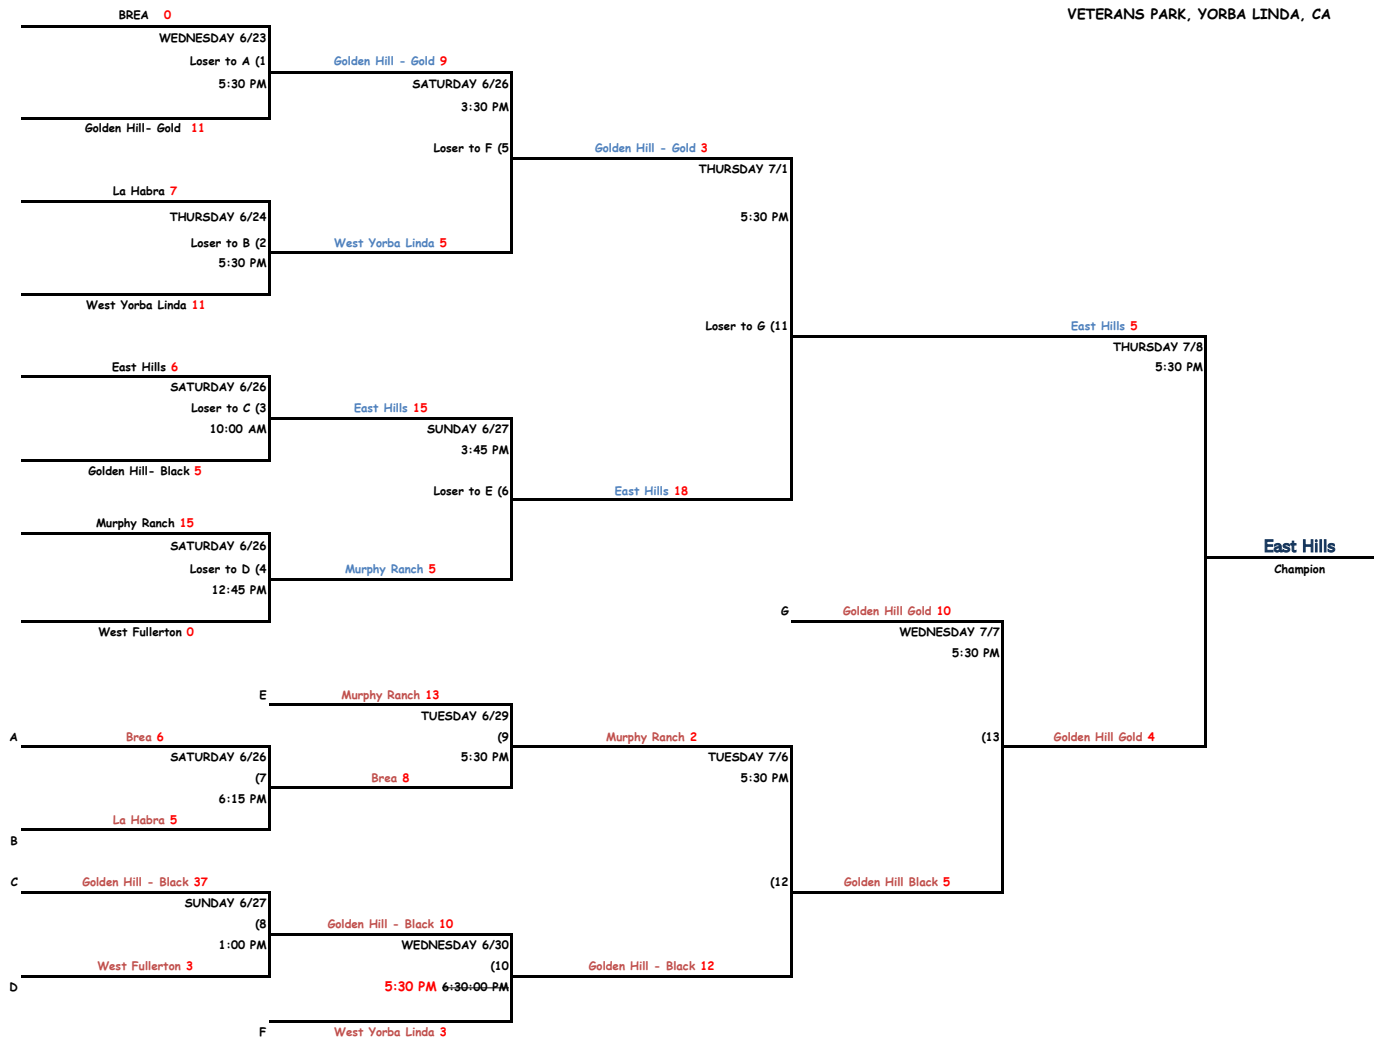 VETERANS PARK, YORBA LINDA, CA
BREA 0
WEDNESDAY 6/23
Loser to A (1
5:30 PM
Golden Hill- Gold 11
Golden Hill - Gold 9
SATURDAY 6/26
3:30 PM
Loser to F (5
La Habra 7
THURSDAY 6/24
Loser to B (2
5:30 PM
West Yorba Linda 11
West Yorba Linda 5
Golden Hill - Gold 3
THURSDAY 7/1
5:30 PM
Loser to G (11
East Hills 6
SATURDAY 6/26
Loser to C (3
10:00 AM
Golden Hill- Black 5
East Hills 15
SUNDAY 6/27
3:45 PM
Loser to E (6
East Hills 18
Murphy Ranch 15
SATURDAY 6/26
Loser to D (4
12:45 PM
West Fullerton 0
Murphy Ranch 5
East Hills 5
THURSDAY 7/8
5:30 PM
East Hills
Champion
G Golden Hill Gold 10
WEDNESDAY 7/7
5:30 PM
(13
Golden Hill Gold 4
E Murphy Ranch 13
TUESDAY 6/29
(9
5:30 PM
A Brea 6
SATURDAY 6/26
(7
6:15 PM
La Habra 5
B
Brea 8
Murphy Ranch 2
TUESDAY 7/6
5:30 PM
(12
Golden Hill Black 5
C Golden Hill - Black 37
SUNDAY 6/27
(8
1:00 PM
West Fullerton 3
D
Golden Hill - Black 10
WEDNESDAY 6/30
(10
5:30 PM 6:30:00 PM
F West Yorba Linda 3
Golden Hill - Black 12